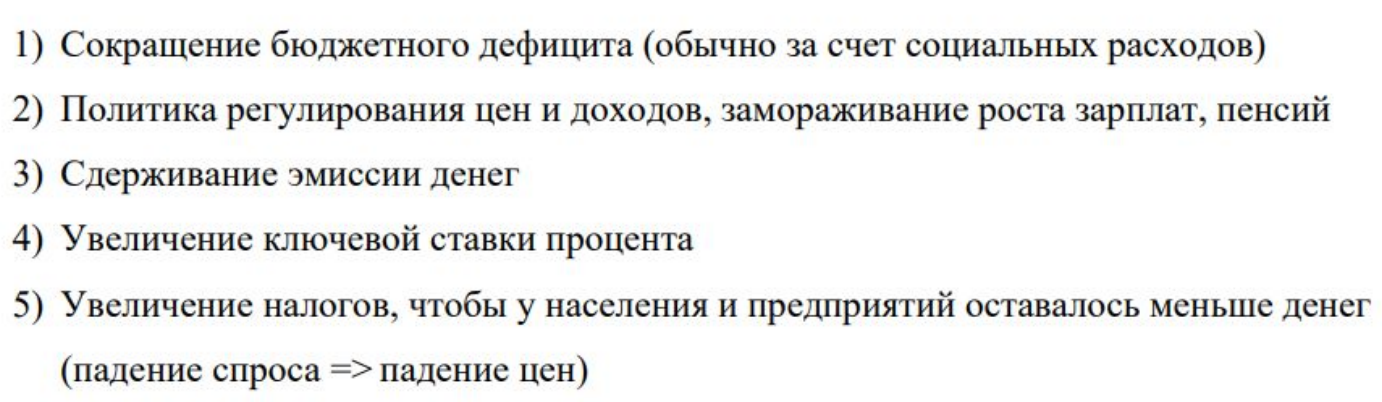 1) Сокращение бюджетного дефицита (обычно за счет социальных расходов)
2) Политика регулирования цен и доходов, замораживание роста зарплат, пенсий
3) Сдерживание эмиссии денег
4) Увеличение ключевой ставки процента
5) Увеличение налогов, чтобы у населения и предприятий оставалось меньше денег
(падение спроса => падение цен)